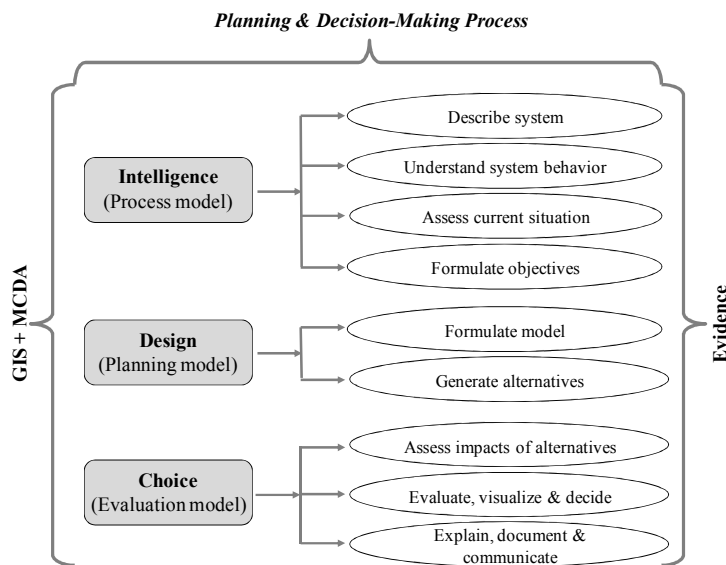 Planning & Decision-Making Process
GIS + MCDA
Intelligence
(Process model)
Describe system
Understand system behavior
Assess current situation
Formulate objectives
Design
(Planning model)
Formulate model
Generate alternatives
Choice
(Evaluation model)
Assess impacts of alternatives
Evaluate, visualize & decide
Explain, document &
communicate
Evidence